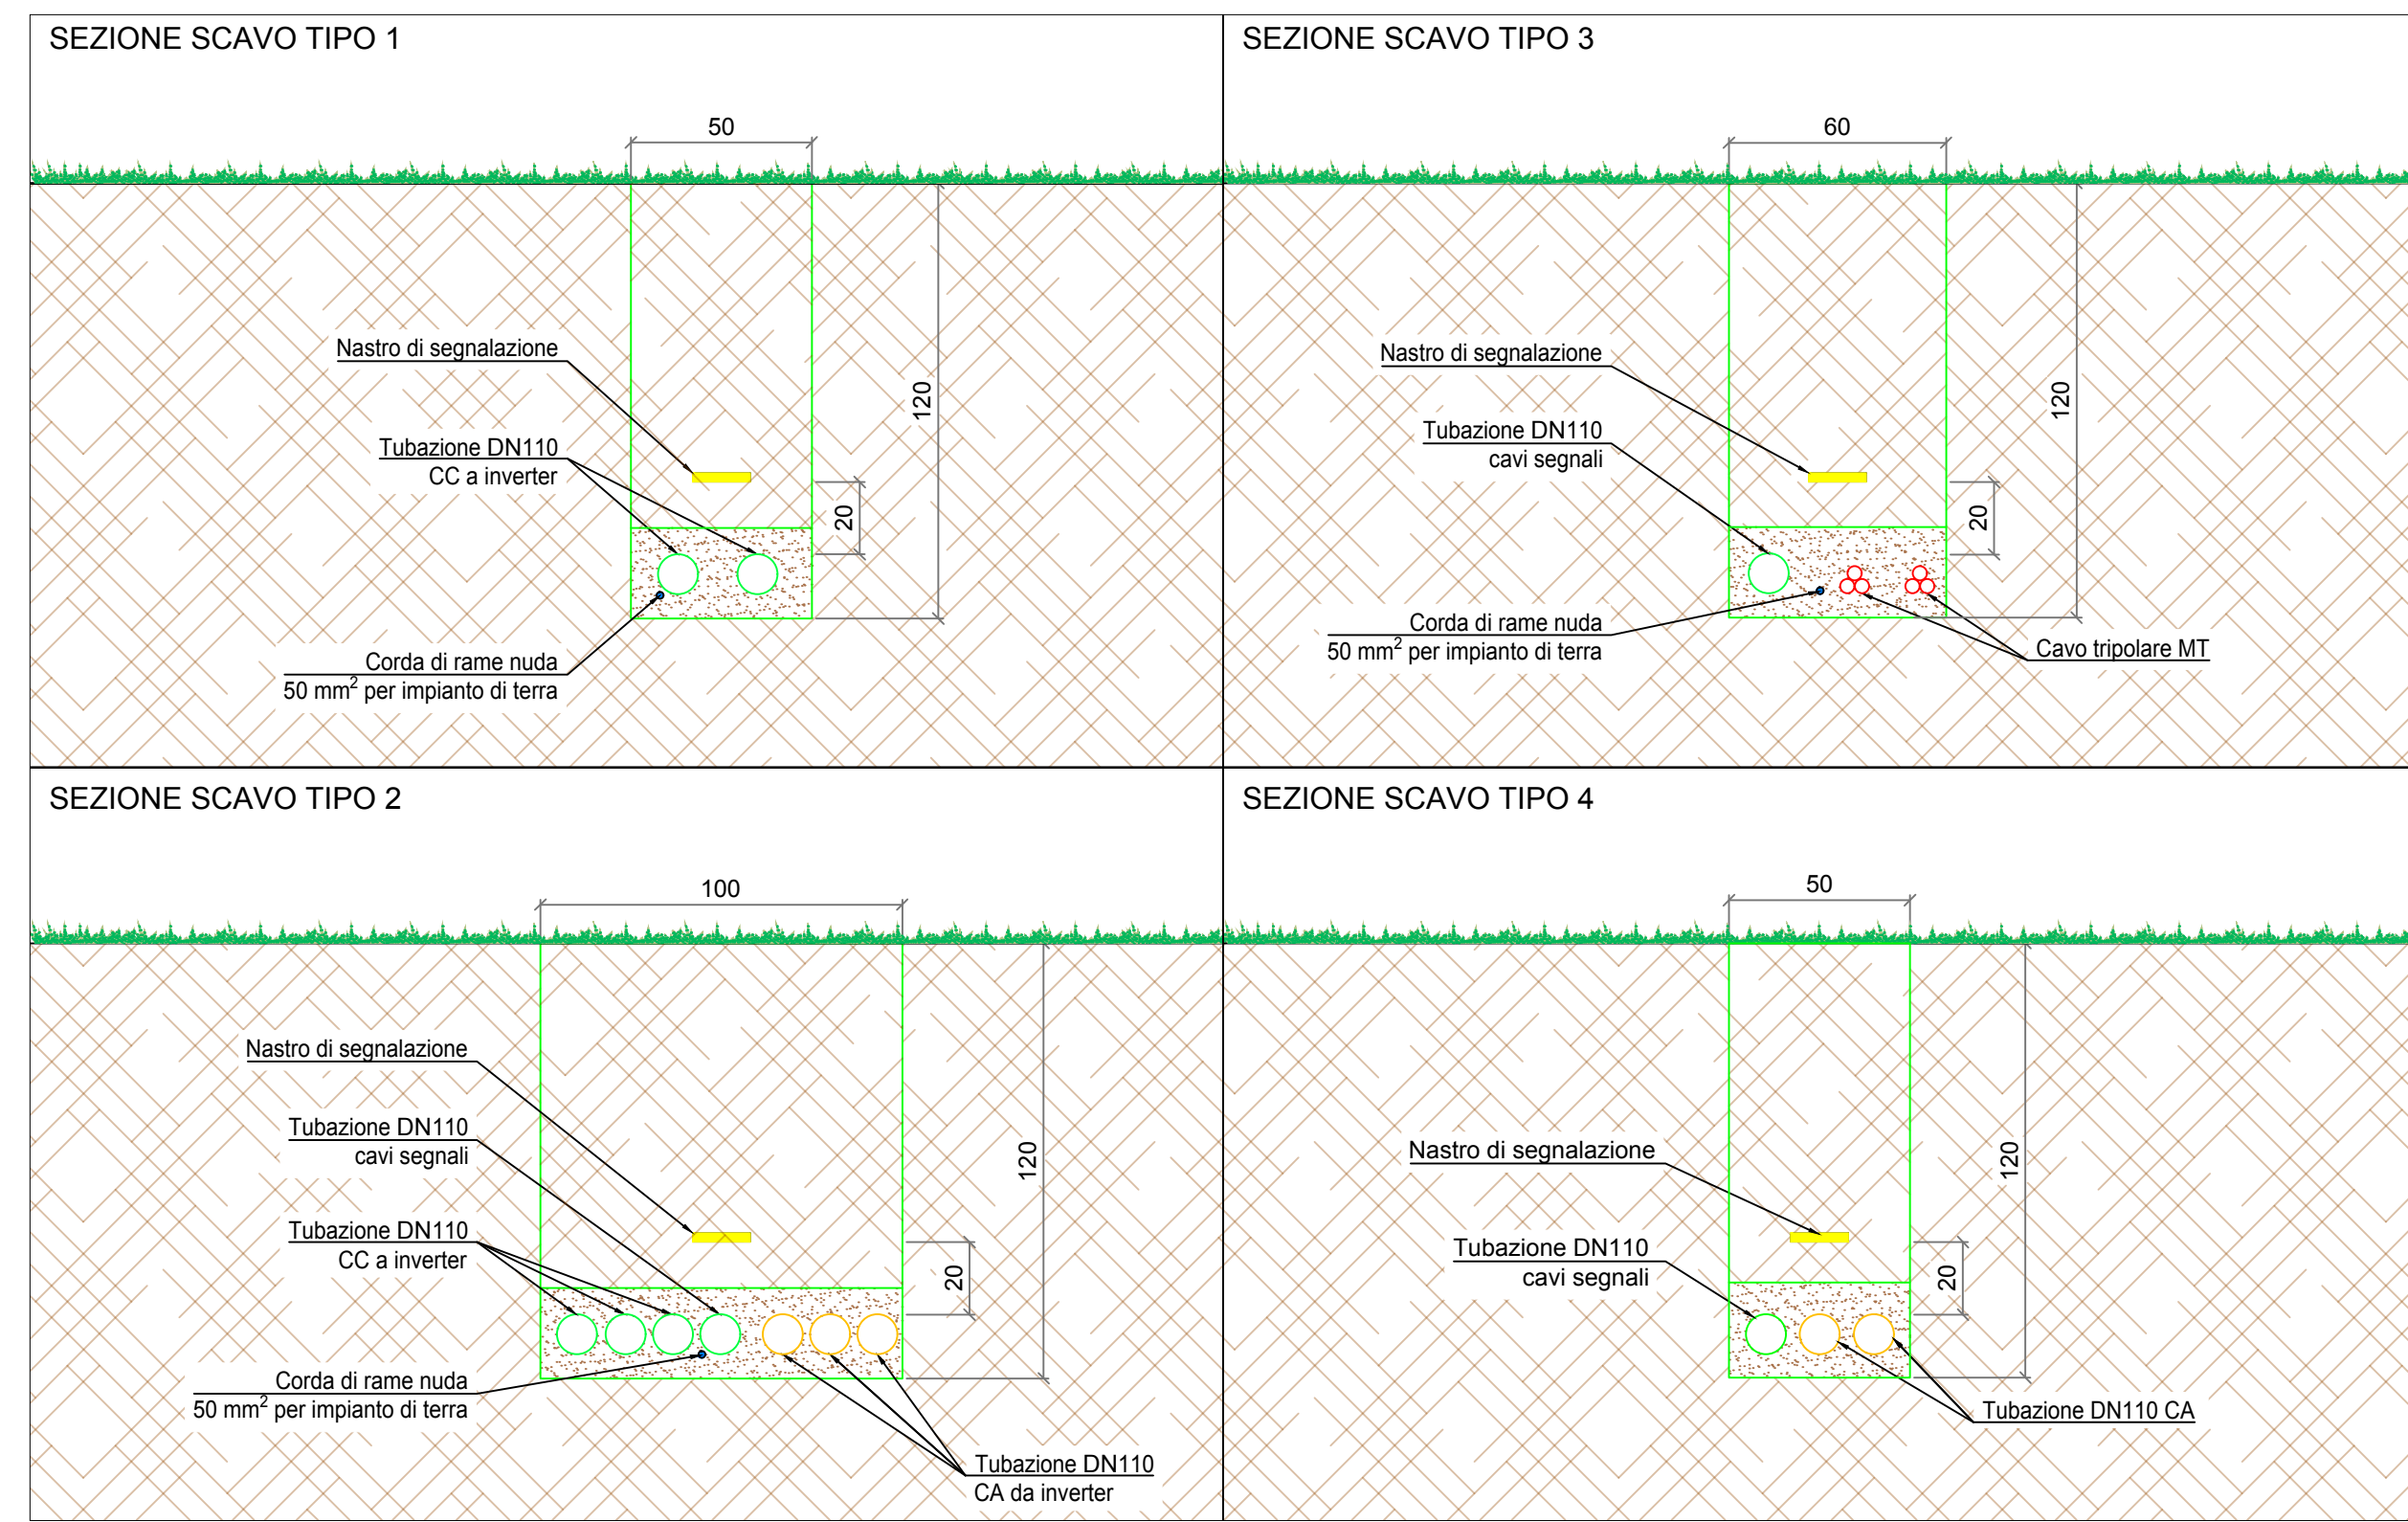 SEZIONE SCAVO TIPO 1
50
Nastro di segnalazione
Tubazione DN110
CC a inverter
120
20
Corda di rame nuda
50 mm² per impianto di terra
SEZIONE SCAVO TIPO 3
60
Nastro di segnalazione
Tubazione DN110
cavi segnali
120
20
Corda di rame nuda
50 mm² per impianto di terra
Cavo tripolare MT
SEZIONE SCAVO TIPO 2
100
Nastro di segnalazione
Tubazione DN110
cavi segnali
Tubazione DN110
CC a inverter
120
20
Corda di rame nuda
50 mm² per impianto di terra
Tubazione DN110
CA da inverter
SEZIONE SCAVO TIPO 4
50
Nastro di segnalazione
Tubazione DN110
cavi segnali
120
20
Tubazione DN110 CA